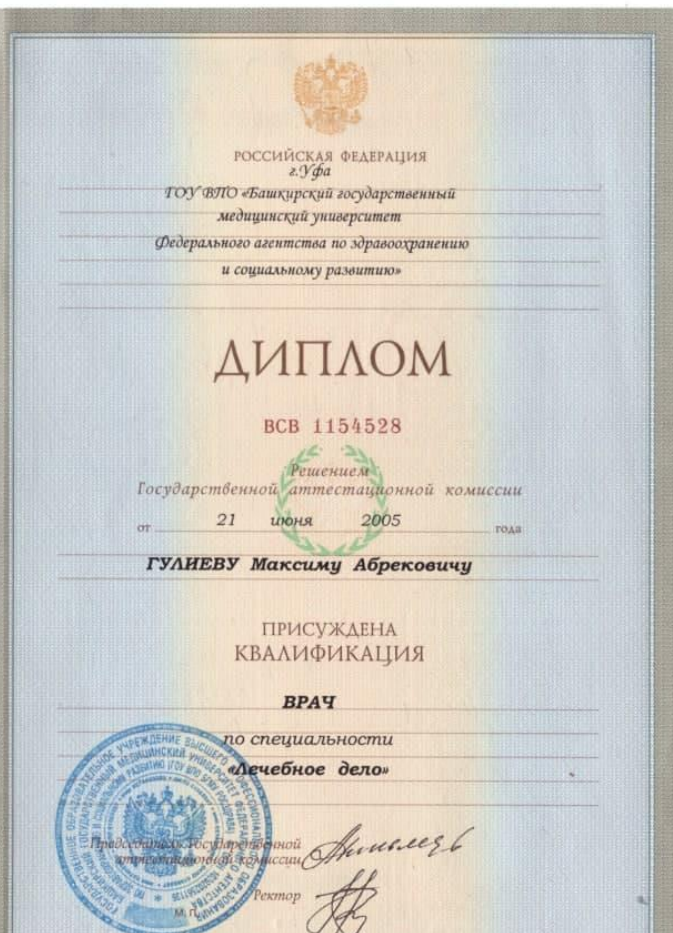 РОССИЙСКАЯ ФЕДЕРАЦИЯ
г.Уфа
ГОУ ВПО «Башкирский государственный
медицинский университет
Федерального агентства по здравоохранению
и социальному развитию»
ДИПЛОМ
ВСВ 1154528
Решением
Государственной аттестационной комиссии
от 21 июня 2005 года
ГУЛИЕВУ Максиму Абрековичу
ПРИСУЖДЕНА
КВАЛИФИКАЦИЯ
ВРАЧ
по специальности
«Лечебное дело»
Председатель Государственной
аттестационной комиссии
Ректор
М. П.